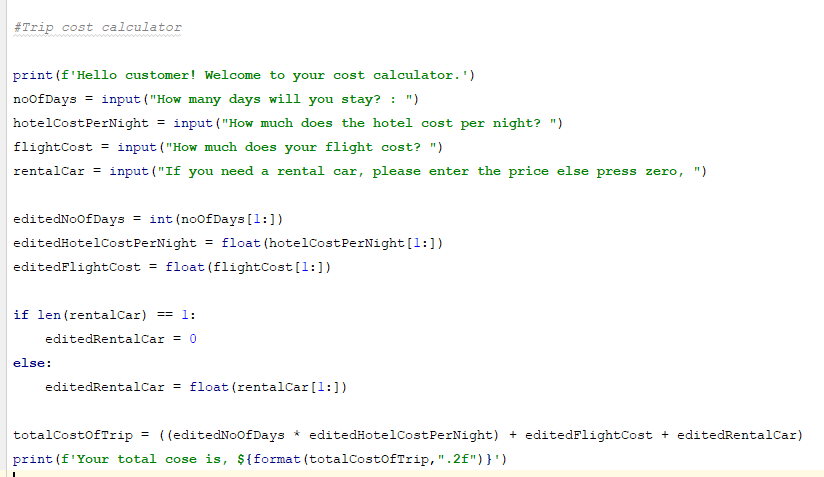 #Trip cost calculator
print(f'Hello customer! Welcome to your cost calculator.')
noOfDays = input("How many days will you stay? : ")
hotelCostPerNight = input("How much does the hotel cost per night? ")
flightCost = input("How much does your flight cost? ")
rentalCar = input("If you need a rental car, please enter the price else press zero, ")
editedNoOfDays = int(noOfDays[1:])
editedHotelCostPerNight = float(hotelCostPerNight[1:])
editedFlightCost = float(flightCost[1:])
if len(rentalCar) == 1:
    editedRentalCar = 0
else:
    editedRentalCar = float(rentalCar[1:])
totalCostOfTrip = ((editedNoOfDays * editedHotelCostPerNight) + editedFlightCost + editedRentalCar)
print(f'Your total cose is, ${format(totalCostOfTrip,".2f")}')